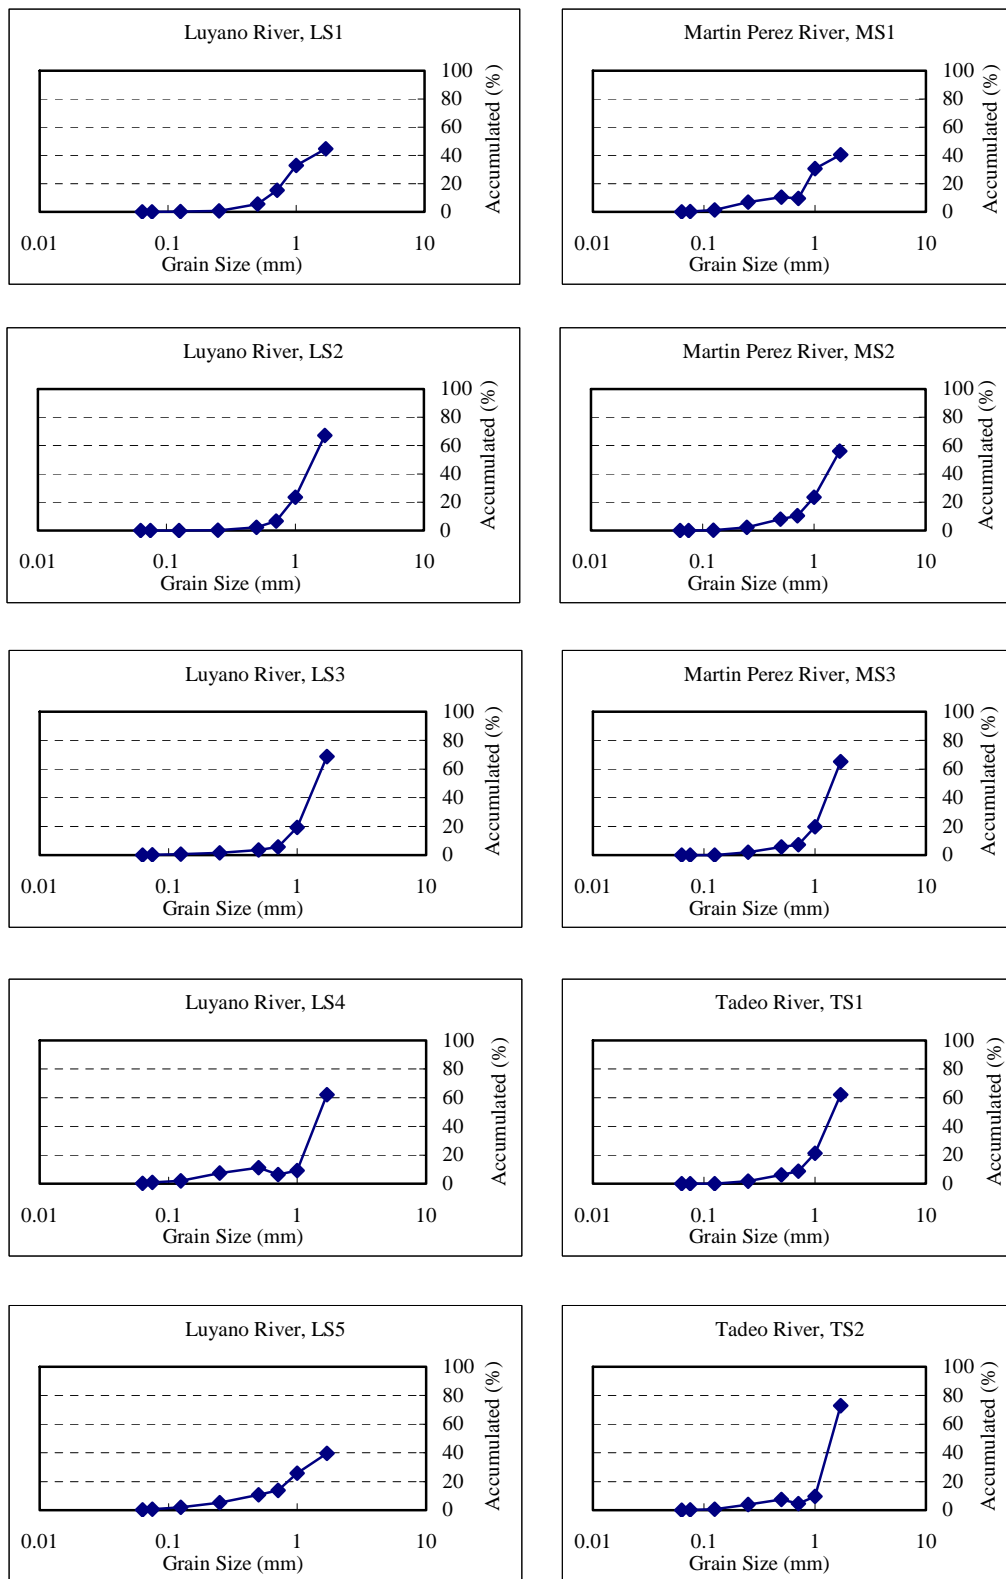 Luyano River, LS1
100
80
60
40
20
0
Accumulated (%)
0.01 0.1 1 10
Grain Size (mm)
Martin Perez River, MS1
100
80
60
40
20
0
Accumulated (%)
0.01 0.1 1 10
Grain Size (mm)
Luyano River, LS2
100
80
60
40
20
0
Accumulated (%)
0.01 0.1 1 10
Grain Size (mm)
Martin Perez River, MS2
100
80
60
40
20
0
Accumulated (%)
0.01 0.1 1 10
Grain Size (mm)
Luyano River, LS3
100
80
60
40
20
0
Accumulated (%)
0.01 0.1 1 10
Grain Size (mm)
Martin Perez River, MS3
100
80
60
40
20
0
Accumulated (%)
0.01 0.1 1 10
Grain Size (mm)
Luyano River, LS4
100
80
60
40
20
0
Accumulated (%)
0.01 0.1 1 10
Grain Size (mm)
Tadeo River, TS1
100
80
60
40
20
0
Accumulated (%)
0.01 0.1 1 10
Grain Size (mm)
Luyano River, LS5
100
80
60
40
20
0
Accumulated (%)
0.01 0.1 1 10
Grain Size (mm)
Tadeo River, TS2
100
80
60
40
20
0
Accumulated (%)
0.01 0.1 1 10
Grain Size (mm)